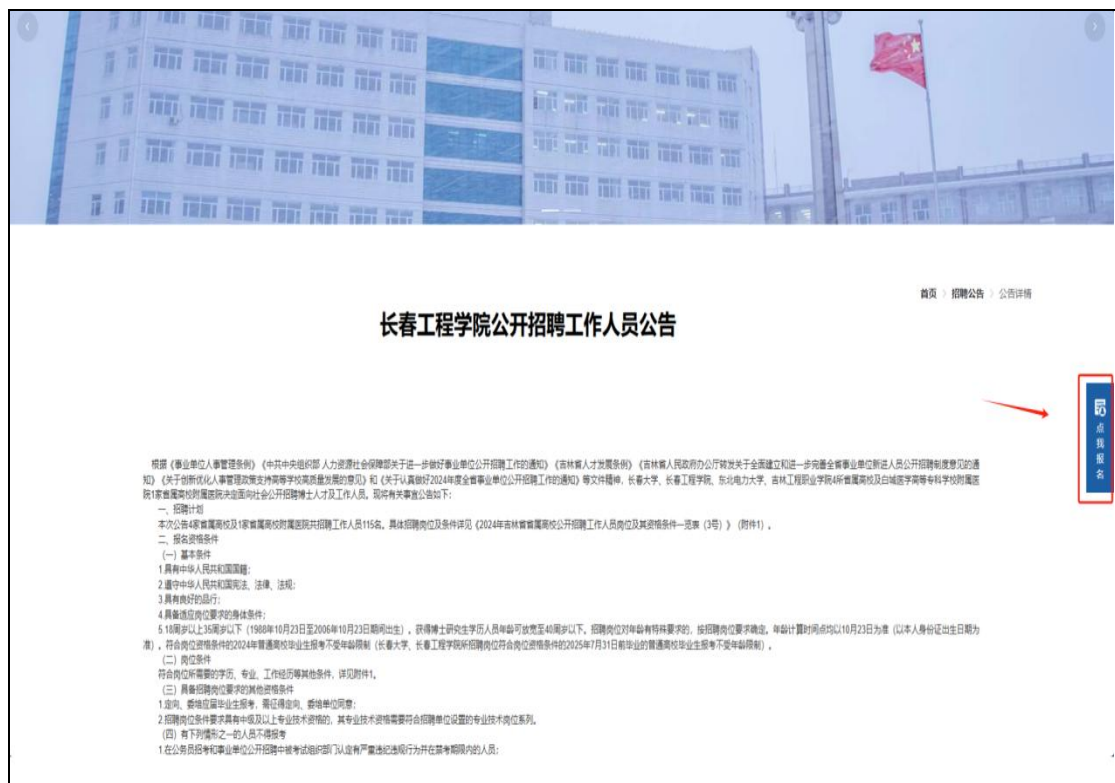 首页 > 招聘公告 > 公告详情
长春工程学院公开招聘工作人员公告
点我报名
根据《事业单位人事管理条例》《中共中央组织部 人力资源社会保障部关于进一步做好事业单位公开招聘工作的通知》《吉林省人才发展条例》《吉林省人民政府办公厅转发关于全面建立和进一步完善全省事业单位新进人员公开招聘制度意见的通
知》《关于创新优化人事管理政策支持高等学校高质量发展的意见》和《关于认真做好2024年度全省事业单位公开招聘工作的通知》等文件精神，长春大学、长春工程学院、东北电力大学、吉林工程职业学院4所省属高校及白城医学高等专科学校附属医
院1家省属高校附属医院决定面向社会公开招聘博士人才及工作人员。现将有关事宜公告如下：
一、招聘计划
本次公告4家省属高校及1家省属高校附属医院共招聘工作人员115名。具体招聘岗位及条件详见《2024年吉林省省属高校公开招聘工作人员岗位及其资格条件一览表（3号）》（附件1）。
二、报名资格条件
（一）基本条件
1.具有中华人民共和国国籍；
2.遵守中华人民共和国宪法、法律、法规；
3.具有良好的品行；
4.具备适应岗位要求的身体条件；
5.18周岁以上35周岁以下（1988年10月23日至2006年10月23日期间出生）。获得博士研究生学历人员年龄可放宽至40周岁以下。招聘岗位对年龄有特殊要求的，按招聘岗位要求确定。年龄计算时间点均以10月23日为准（以本人身份证出生日期为
准）。符合岗位资格条件的2024年普通高校毕业生报考不受年龄限制（长春大学、长春工程学院所招聘岗位符合岗位资格条件的2025年7月31日前毕业的普通高校毕业生报考不受年龄限制）。
（二）岗位条件
符合岗位所需要的学历、专业、工作经历等其他条件，详见附件1。
（三）具备招聘岗位要求的其他资格条件
1.定向、委培应届毕业生报考，需征得定向、委培单位同意；
2.招聘岗位条件要求具有中级及以上专业技术资格的，其专业技术资格需要符合招聘单位设置的专业技术岗位系列。
（四）有下列情形之一的人员不得报考
1.在公务员招考和事业单位公开招聘中被考试组织部门认定有严重违纪违规行为并在禁考期限内的人员；